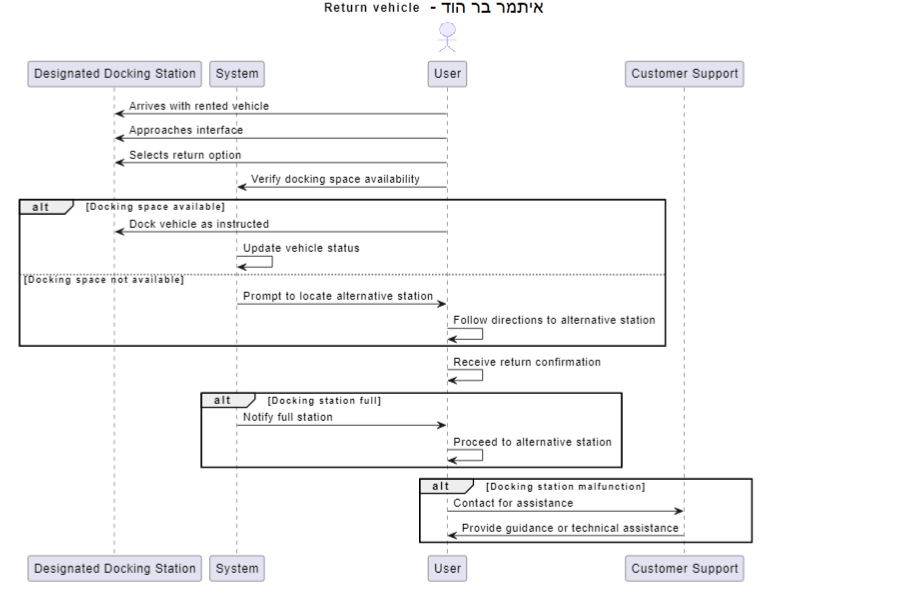 Return vehicle - איתמר בר הוד
Designated Docking Station System User Customer Support
Arrives with rented vehicle
Approaches interface
Selects return option
Verify docking space availability
alt [Docking space available]
Dock vehicle as instructed
Update vehicle status
[Docking space not available]
Prompt to locate alternative station
Follow directions to alternative station
Receive return confirmation
alt [Docking station full]
Notify full station
Proceed to alternative station
alt [Docking station malfunction]
Contact for assistance
Provide guidance or technical assistance
Designated Docking Station System User Customer Support